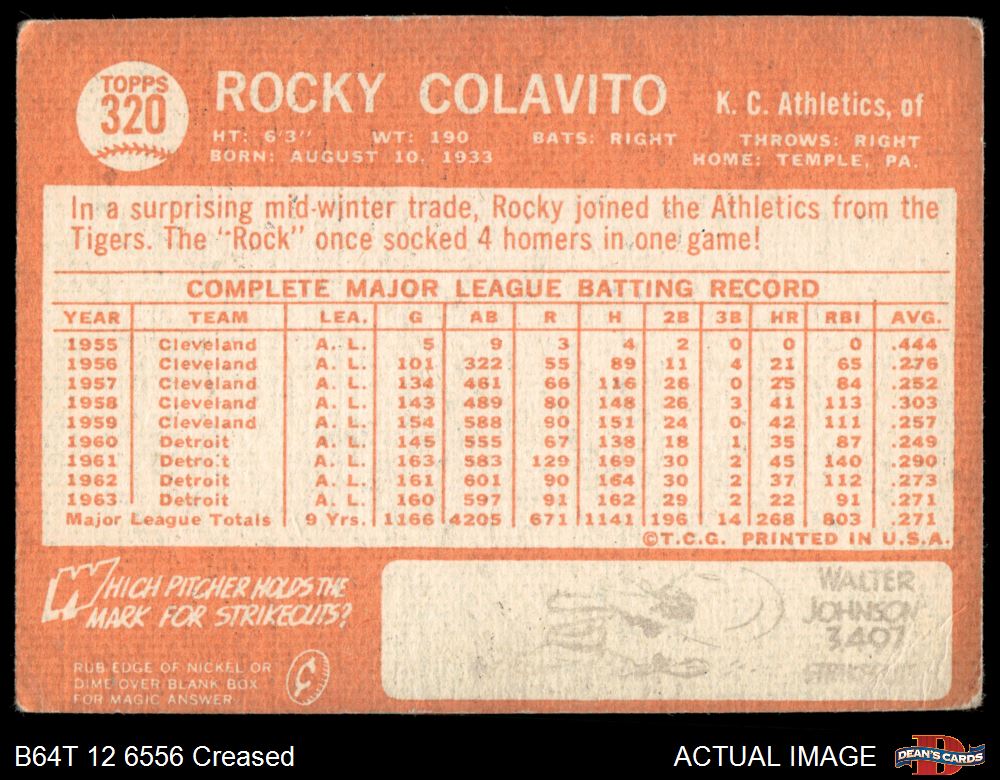 TOPPS
320
ROCKY COLAVITO
K. C. Athletics, of
HT: 6'3" WT: 190 BATS: RIGHT THROWS: RIGHT
BORN: AUGUST 10, 1933 HOME: TEMPLE, PA.
In a surprising mid-winter trade, Rocky joined the Athletics from the
Tigers. The "Rock" once socked 4 homers in one game!
COMPLETE MAJOR LEAGUE BATTING RECORD
YEAR TEAM LEA. G AB R H 2B 3B HR RBI AVG.
1955 Cleveland A. L. 5 9 3 4 2 0 0 0 .444
1956 Cleveland A. L. 101 322 55 89 11 4 21 65 .276
1957 Cleveland A. L. 134 461 66 116 26 0 25 84 .252
1958 Cleveland A. L. 143 489 80 148 26 3 41 113 .303
1959 Cleveland A. L. 154 588 90 151 24 0 42 111 .257
1960 Detroit A. L. 145 555 67 138 18 1 35 87 .249
1961 Detroit A. L. 163 583 129 169 30 2 45 140 .290
1962 Detroit A. L. 161 601 90 164 30 2 37 112 .273
1963 Detroit A. L. 160 597 91 162 29 2 22 91 .271
Major League Totals 9 Yrs. 1166 4205 671 1141 196 14 268 803 .271
©T.C.G. PRINTED IN U.S.A.
WHICH PITCHER HOLDS THE
MARK FOR STRIKEOUTS?
RUB EDGE OF NICKEL OR
DIME OVER BLANK BOX
FOR MAGIC ANSWER
WALTER
JOHNSON
3,497
B64T 12 6556 Creased
ACTUAL IMAGE
DEAN'S CARDS